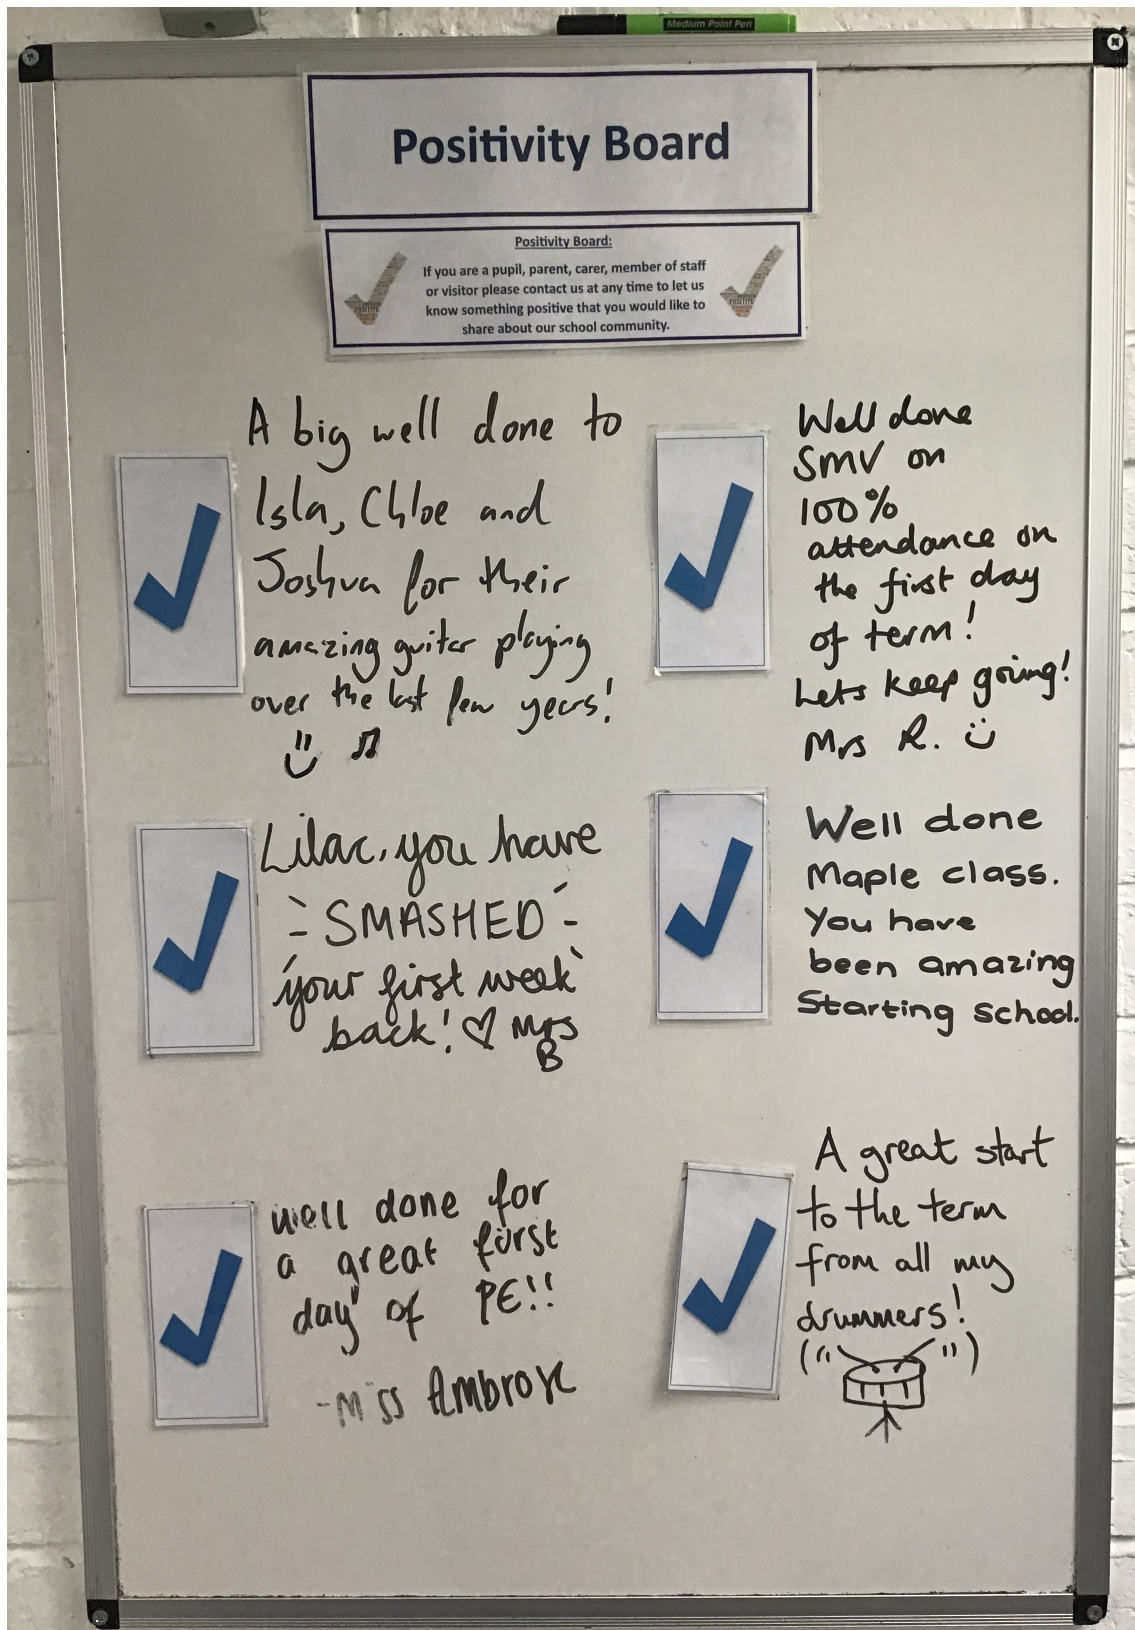 Medium Point Pen
Positivity Board
Positivity Board:
If you are a pupil, parent, carer, member of staff
or visitor please contact us at any time to let us
know something positive that you would like to
share about our school community.
A big well done to
Isla, Chloe and
Joshua for their
amazing guitar playing
over the last few years!
Well done
SMV on
100%
attendance on
the first day
of term!
Lets keep going!
Mrs R.
Lilac, you have
SMASHED
your first week
back! Mrs
B
Well done
Maple class.
You have
been amazing
Starting school.
well done for
a great first
day of PE!!
-Miss Ambrose
A great start
to the term
from all my
drummers!